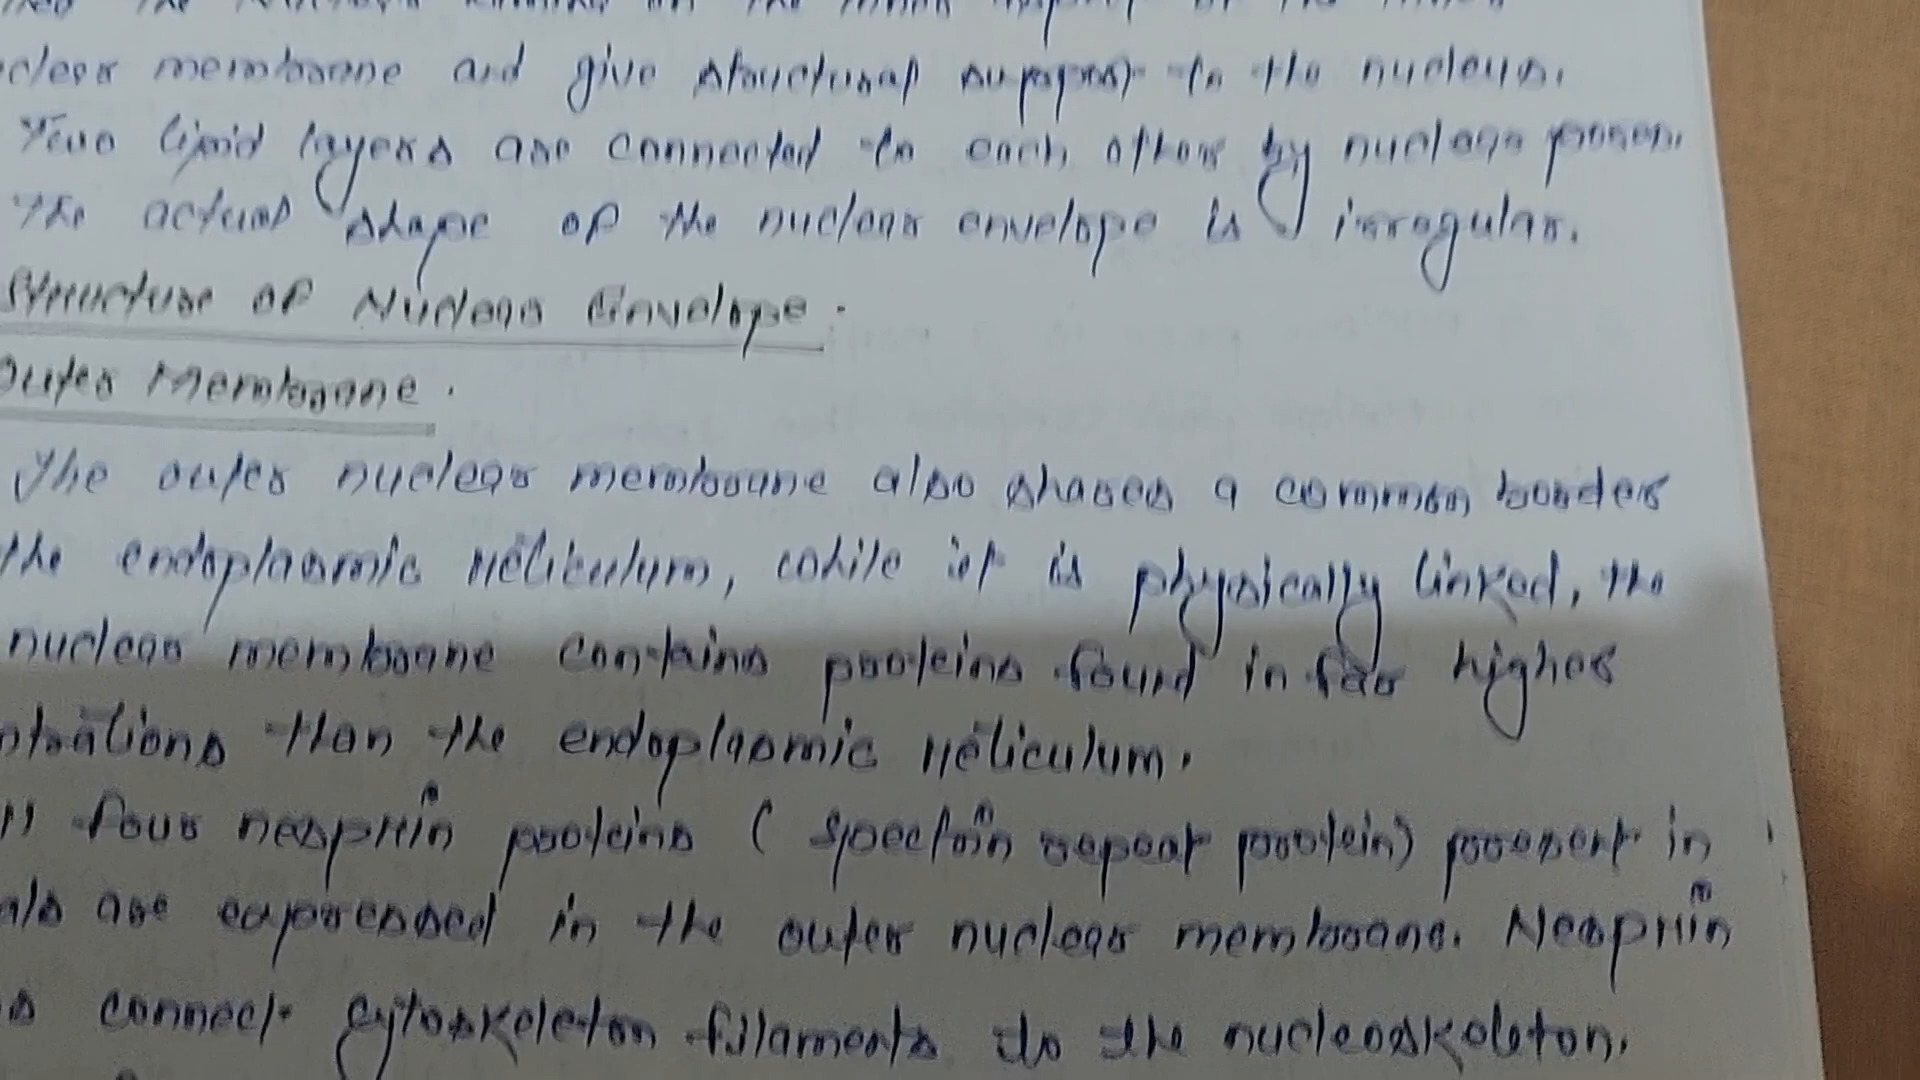 membrane and give structural support to the nucleus.
Two lipid layers are connected to each other by nuclear pores.
The actual shape of the nuclear envelope is irregular.
Structure of Nuclear Envelope.
Outer Membrane.
The outer nuclear membrane also shares a common border
the endoplasmic reticulum, while it is physically linked, the
nuclear membrane contains proteins found in far higher
than the endoplasmic reticulum.
four nesprin proteins (spectrin repeat protein) present in
are expressed in the outer nuclear membrane. Nesprin
connect cytoskeleton filaments to the nucleoskeleton.